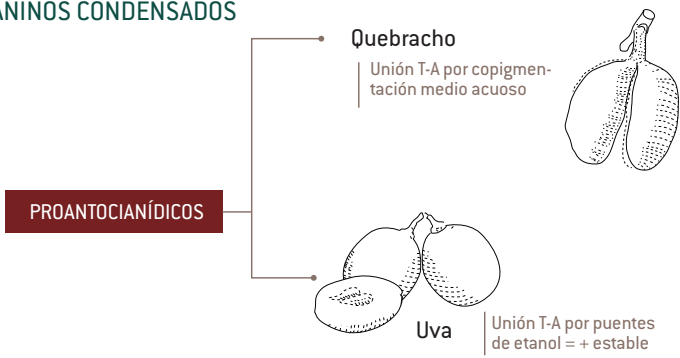 ANINOS CONDENSADOS
Quebracho
Unión T-A por copigmen-
tación medio acuoso
PROANTOCIANÍDICOS
Uva
Unión T-A por puentes
de etanol = + estable